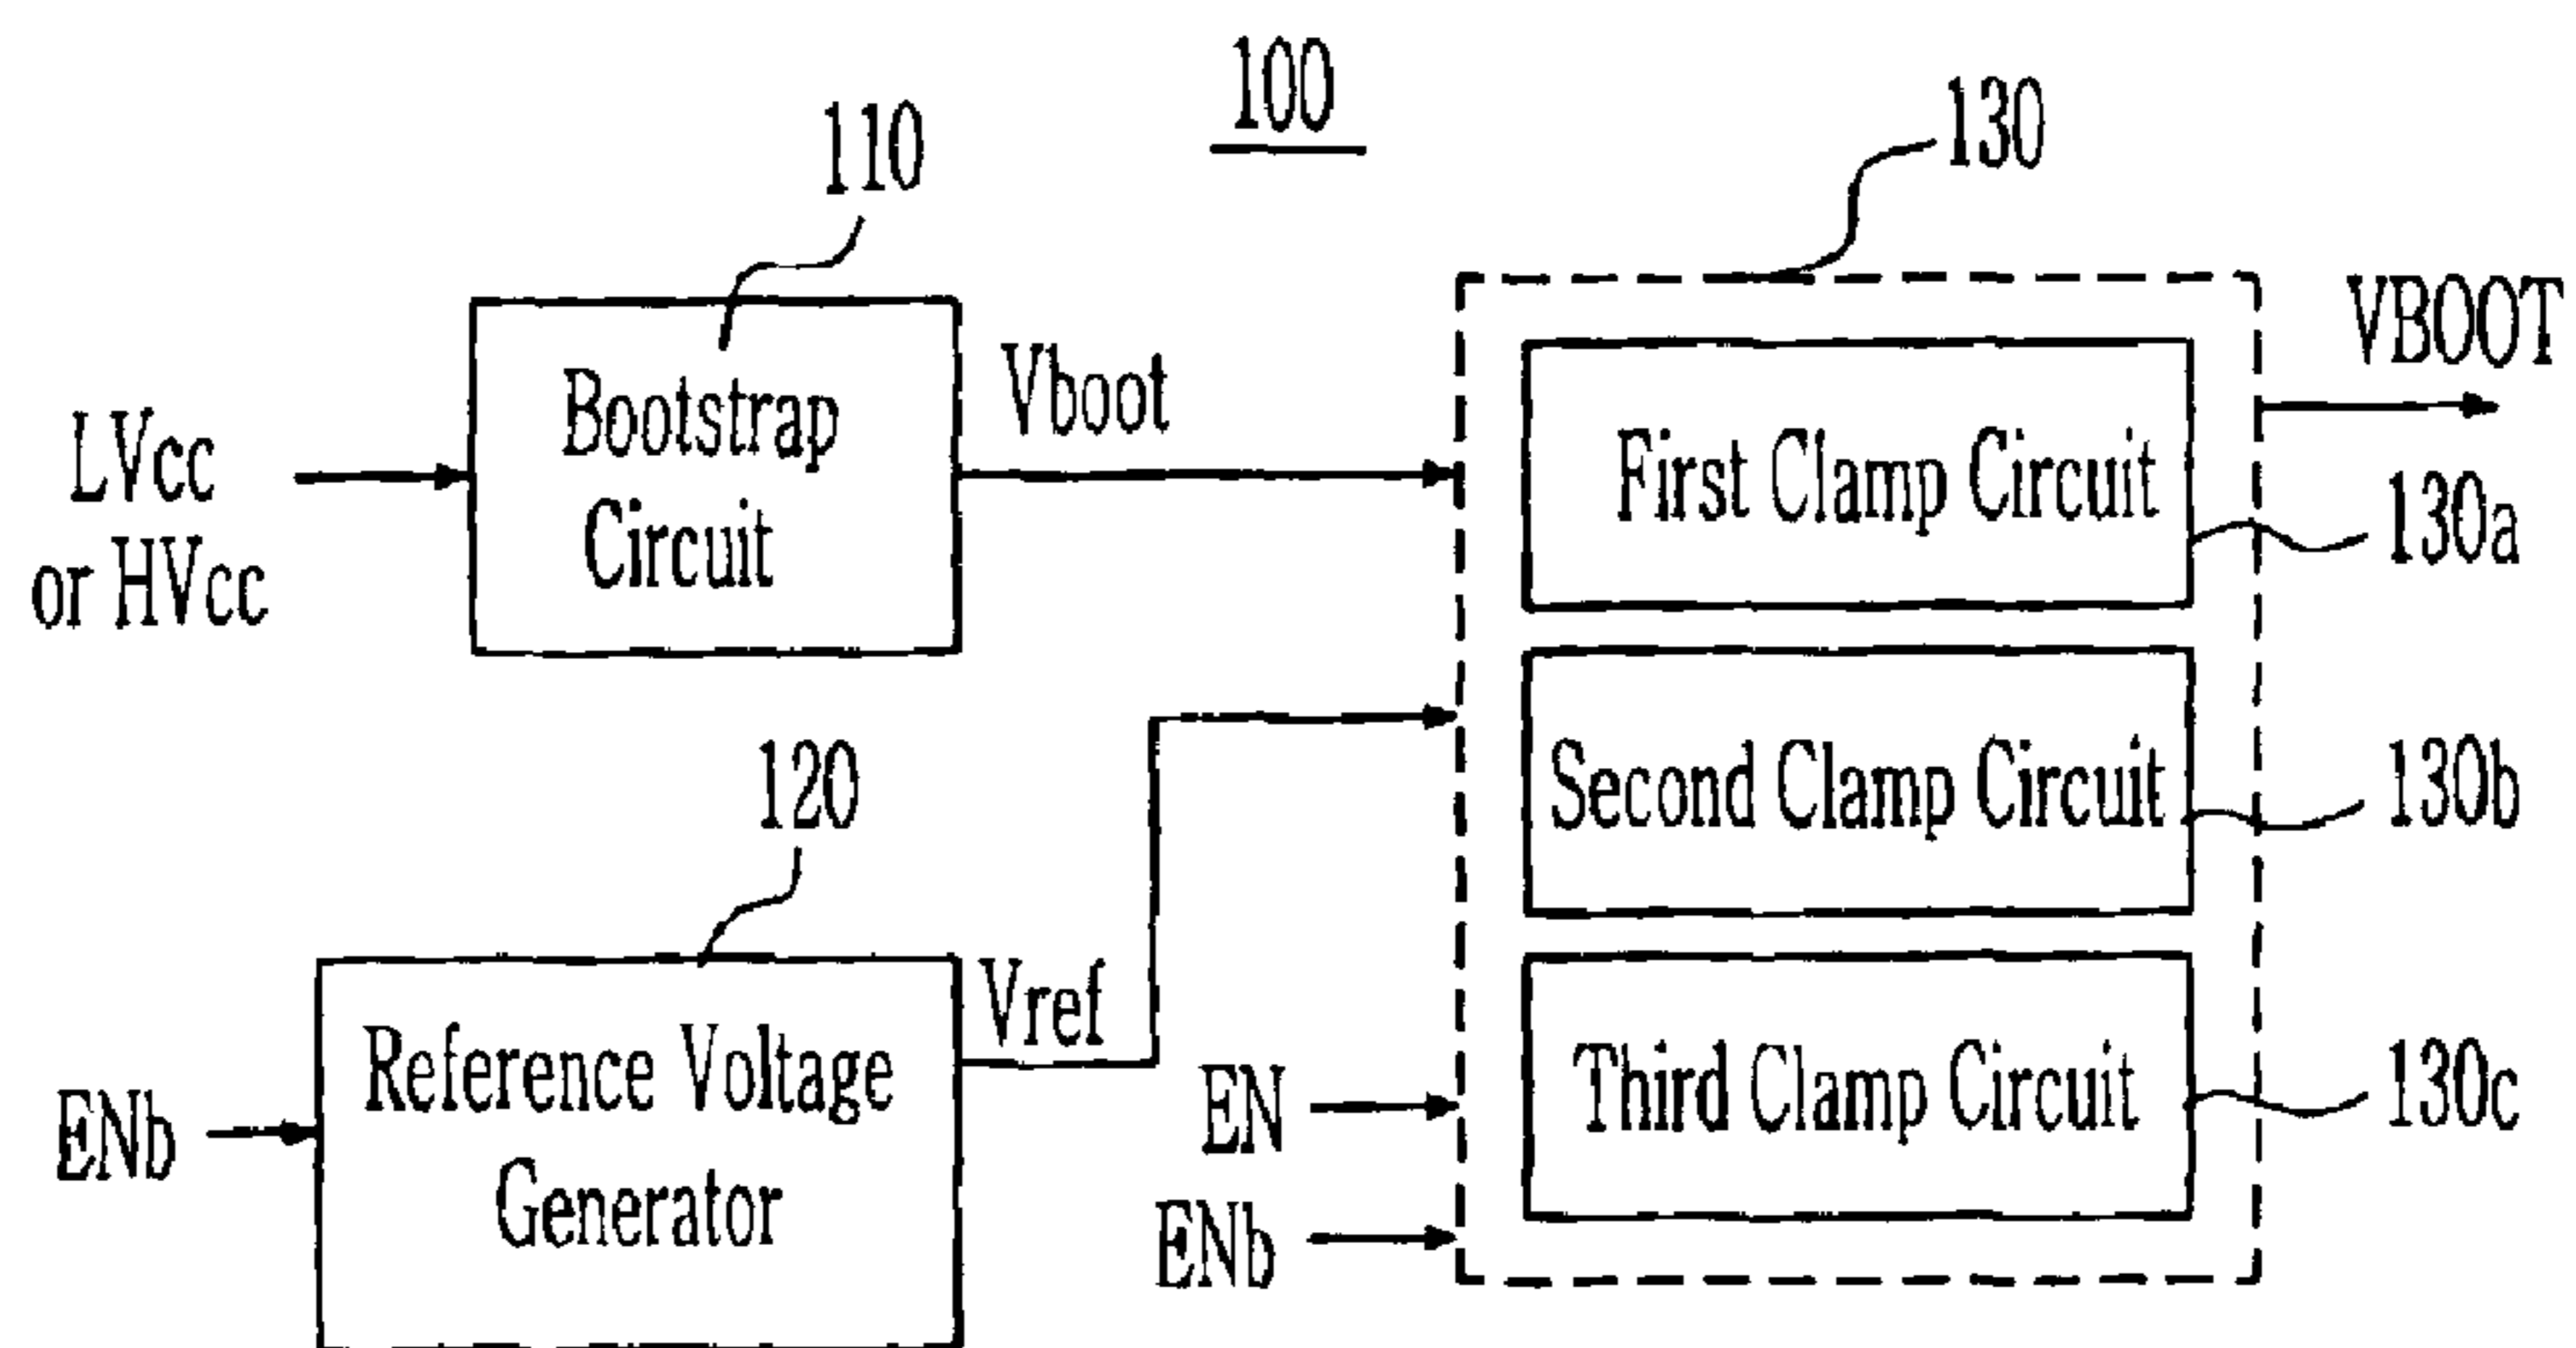 100
110
130
VBOOT
Bootstrap
Circuit
Vboot
LVcc
or HVcc
First Clamp Circuit
130a
120
Second Clamp Circuit
130b
Vref
Reference Voltage
Generator
ENb
EN
ENb
Third Clamp Circuit
130c